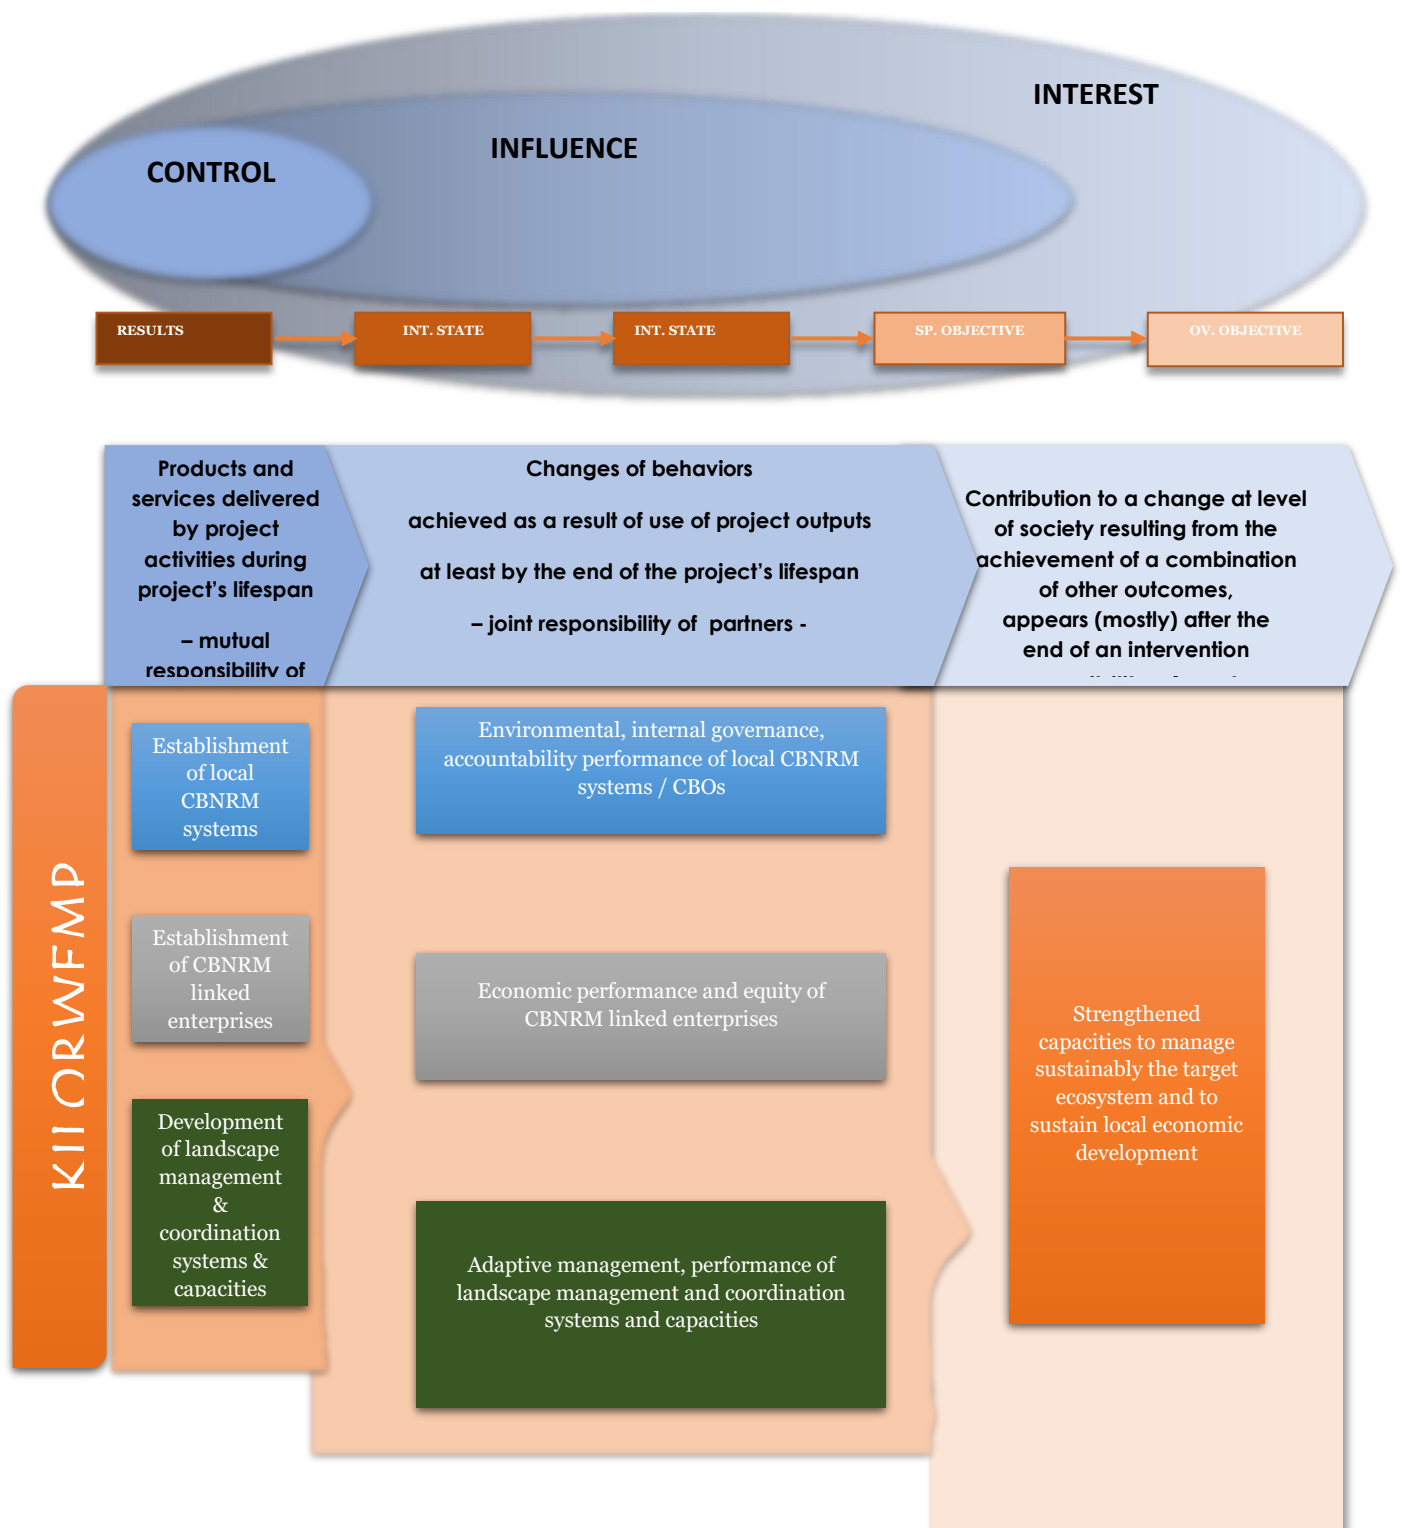 INTEREST
INFLUENCE
CONTROL
RESULTS
INT. STATE
INT. STATE
SP. OBJECTIVE
OV. OBJECTIVE
Products and
services delivered
by project
activities during
project's lifespan
– mutual
responsibility of
Changes of behaviors
achieved as a result of use of project outputs
at least by the end of the project's lifespan
– joint responsibility of partners -
Contribution to a change at level
of society resulting from the
achievement of a combination
of other outcomes,
appears (mostly) after the
end of an intervention
KII ORWFMP
Establishment
of local
CBNRM
systems
Environmental, internal governance,
accountability performance of local CBNRM
systems / CBOs
Establishment
of CBNRM
linked
enterprises
Economic performance and equity of
CBNRM linked enterprises
Development
of landscape
management
&
coordination
systems &
capacities
Adaptive management, performance of
landscape management and coordination
systems and capacities
Strengthened
capacities to manage
sustainably the target
ecosystem and to
sustain local economic
development